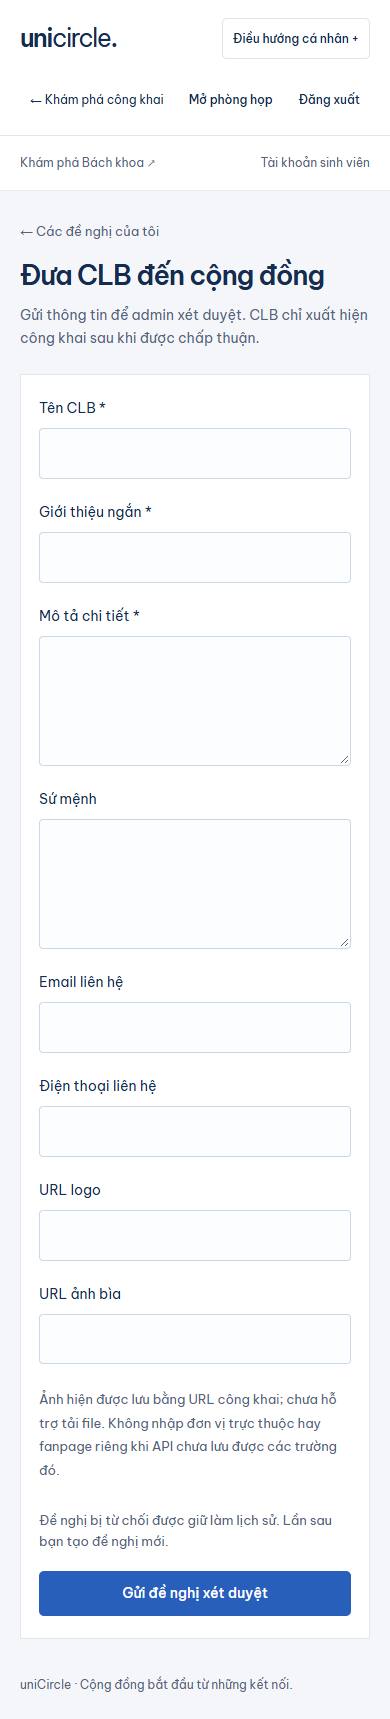 unicircle.
Điều hướng cá nhân +
← Khám phá công khai
Mở phòng họp
Đăng xuất
Khám phá Bách khoa ↗
Tài khoản sinh viên
← Các đề nghị của tôi
Đưa CLB đến cộng đồng
Gửi thông tin để admin xét duyệt. CLB chỉ xuất hiện
công khai sau khi được chấp thuận.
Tên CLB *
Giới thiệu ngắn *
Mô tả chi tiết *
Sứ mệnh
Email liên hệ
Điện thoại liên hệ
URL logo
URL ảnh bìa
Ảnh hiện được lưu bằng URL công khai; chưa hỗ
trợ tải file. Không nhập đơn vị trực thuộc hay
fanpage riêng khi API chưa lưu được các trường
đó.
Đề nghị bị từ chối được giữ làm lịch sử. Lần sau
bạn tạo đề nghị mới.
Gửi đề nghị xét duyệt
uniCircle · Cộng đồng bắt đầu từ những kết nối.